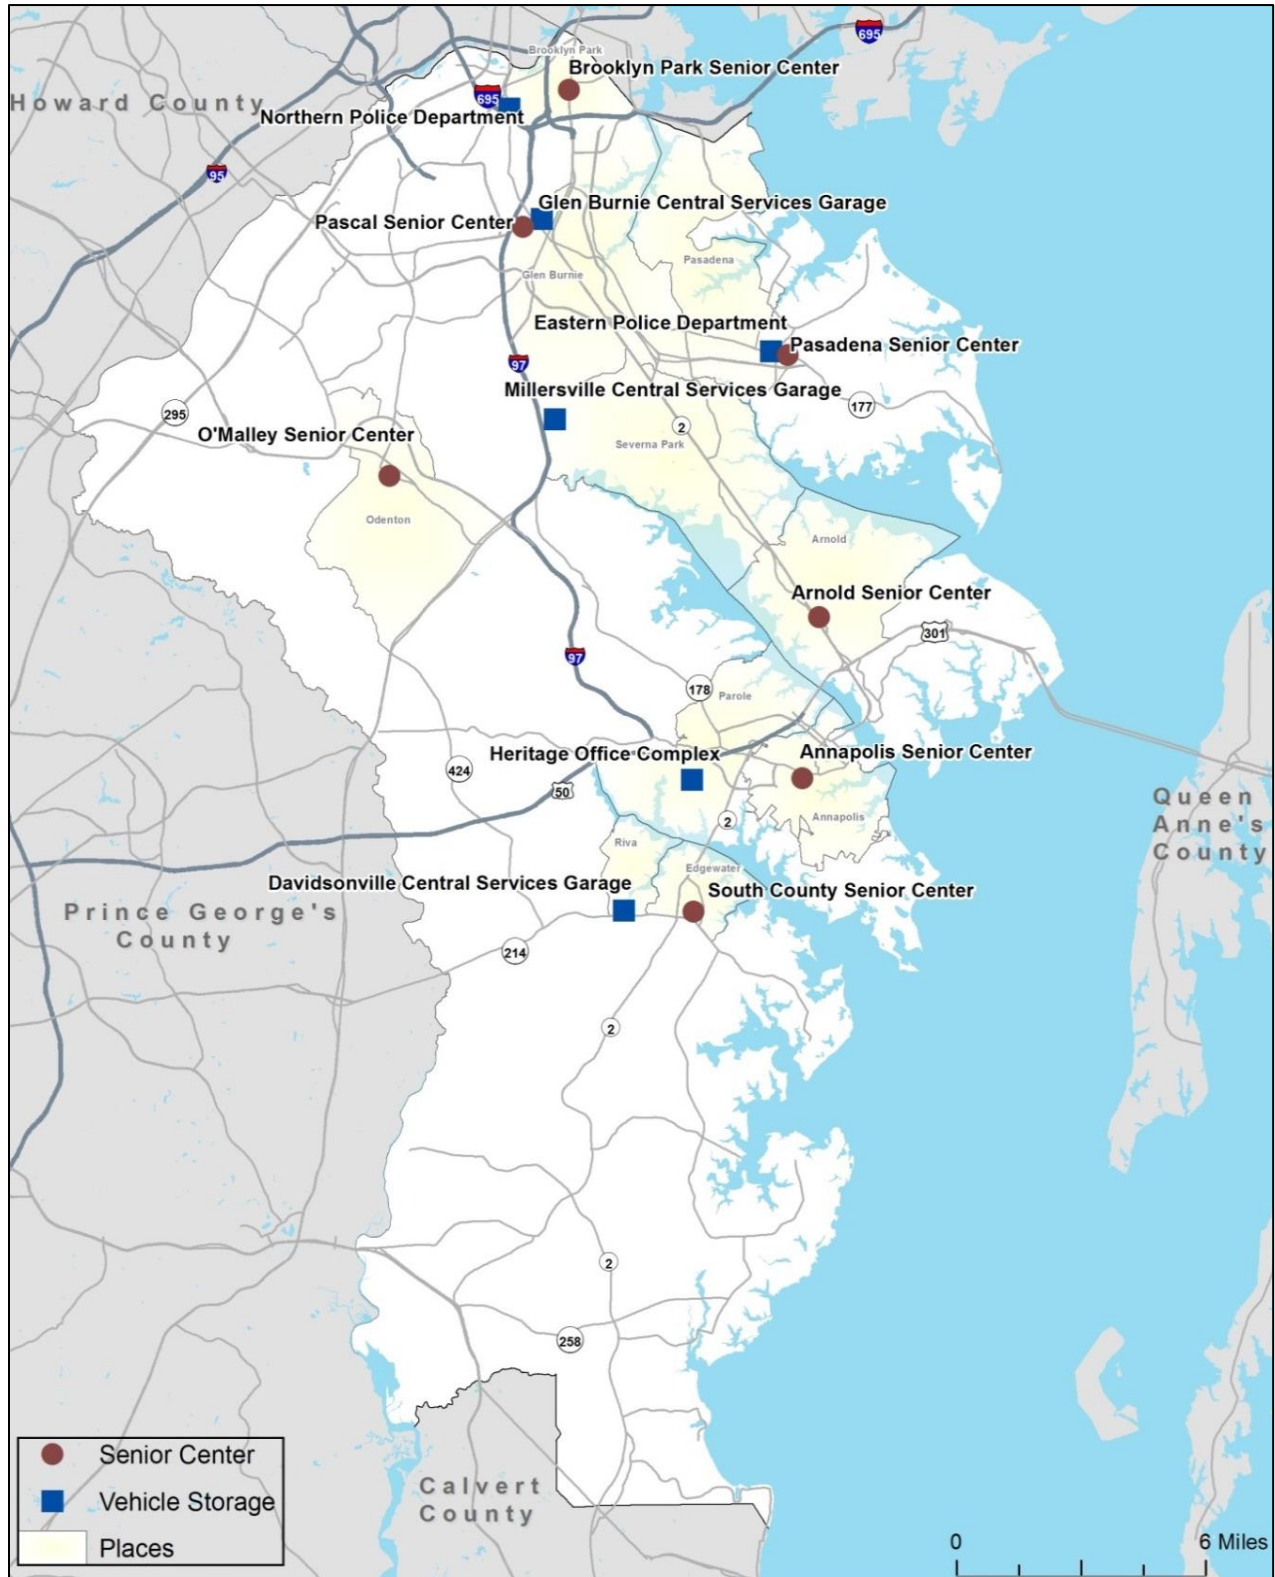 695
Brooklyn Park
Brooklyn Park Senior Center
Howard County
695
Northern Police Department
95
Glen Burnie Central Services Garage
Pascal Senior Center
Pasadena
Glen Burnie
Eastern Police Department
Pasadena Senior Center
97
Millersville Central Services Garage
177
295
2
O'Malley Senior Center
Severna Park
Odenton
Arnold
Arnold Senior Center
301
97
178
Parole
Heritage Office Complex
Annapolis Senior Center
424
50
Queen
Anne's
County
2
Annapolis
Riva
Edgewater
Davidsonville Central Services Garage
South County Senior Center
Prince George's
County
214
2
2
258
Senior Center
Vehicle Storage
Places
Calvert
County
0
6 Miles